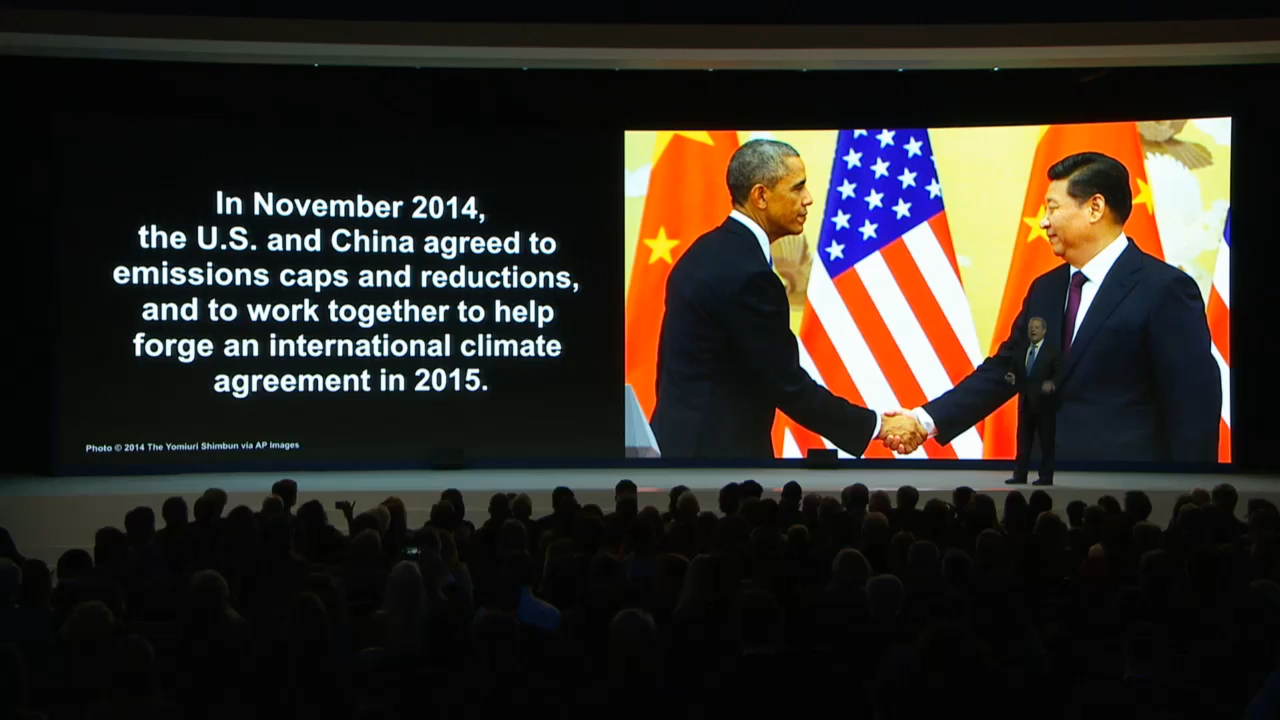 In November 2014,
the U.S. and China agreed to
emissions caps and reductions,
and to work together to help
forge an international climate
agreement in 2015.
Photo © 2014 The Yomiuri Shimbun via AP Images